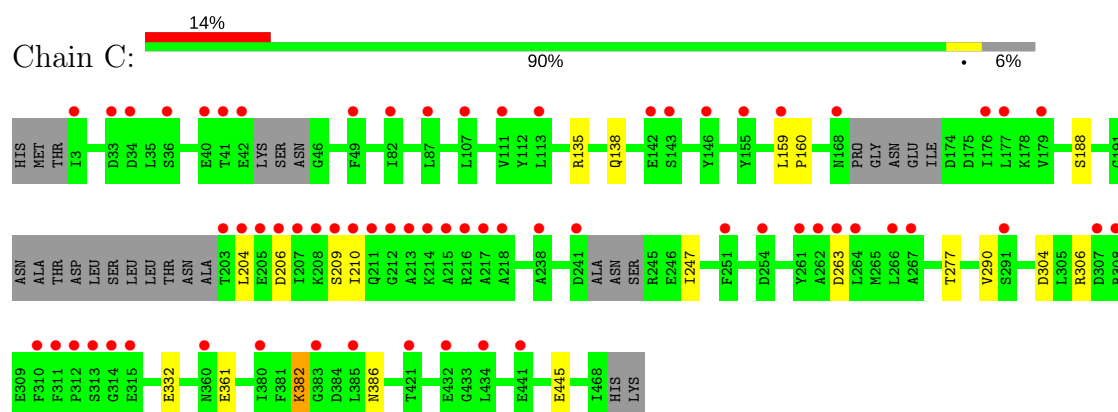 14%
Chain C:
90%
6%
HIS MET THR I3 D33 D34 L35 S36 E40 T41 E42 LYS SER ASN G46 F49 I82 L87 L107 V111 Y112 L113 R135 Q138 E142 S143 Y146 Y155 L159 P160 N168 PRO GLY ASN GLU ILE D174 D175 I176 L177 K178 V179 S188
ASN ALA THR ASP LEU SER LEU LEU THR ASN ALA T203 L204 E205 D206 I207 K208 S209 I210 Q211 G212 A213 K214 A215 R216 A217 A218 A238 D241 ALA ASN SER R245 E246 I247 F251 D254 Y261 A262 D263 L264 M265 L266 A267 T277 V290 S291 D304 L305 R306 D307
E309 F310 F311 P312 S313 G314 E315 E332 N360 E361 I380 F381 K382 G383 D384 L385 N386 T421 E432 G433 L434 E441 E445 I468 HIS LYS